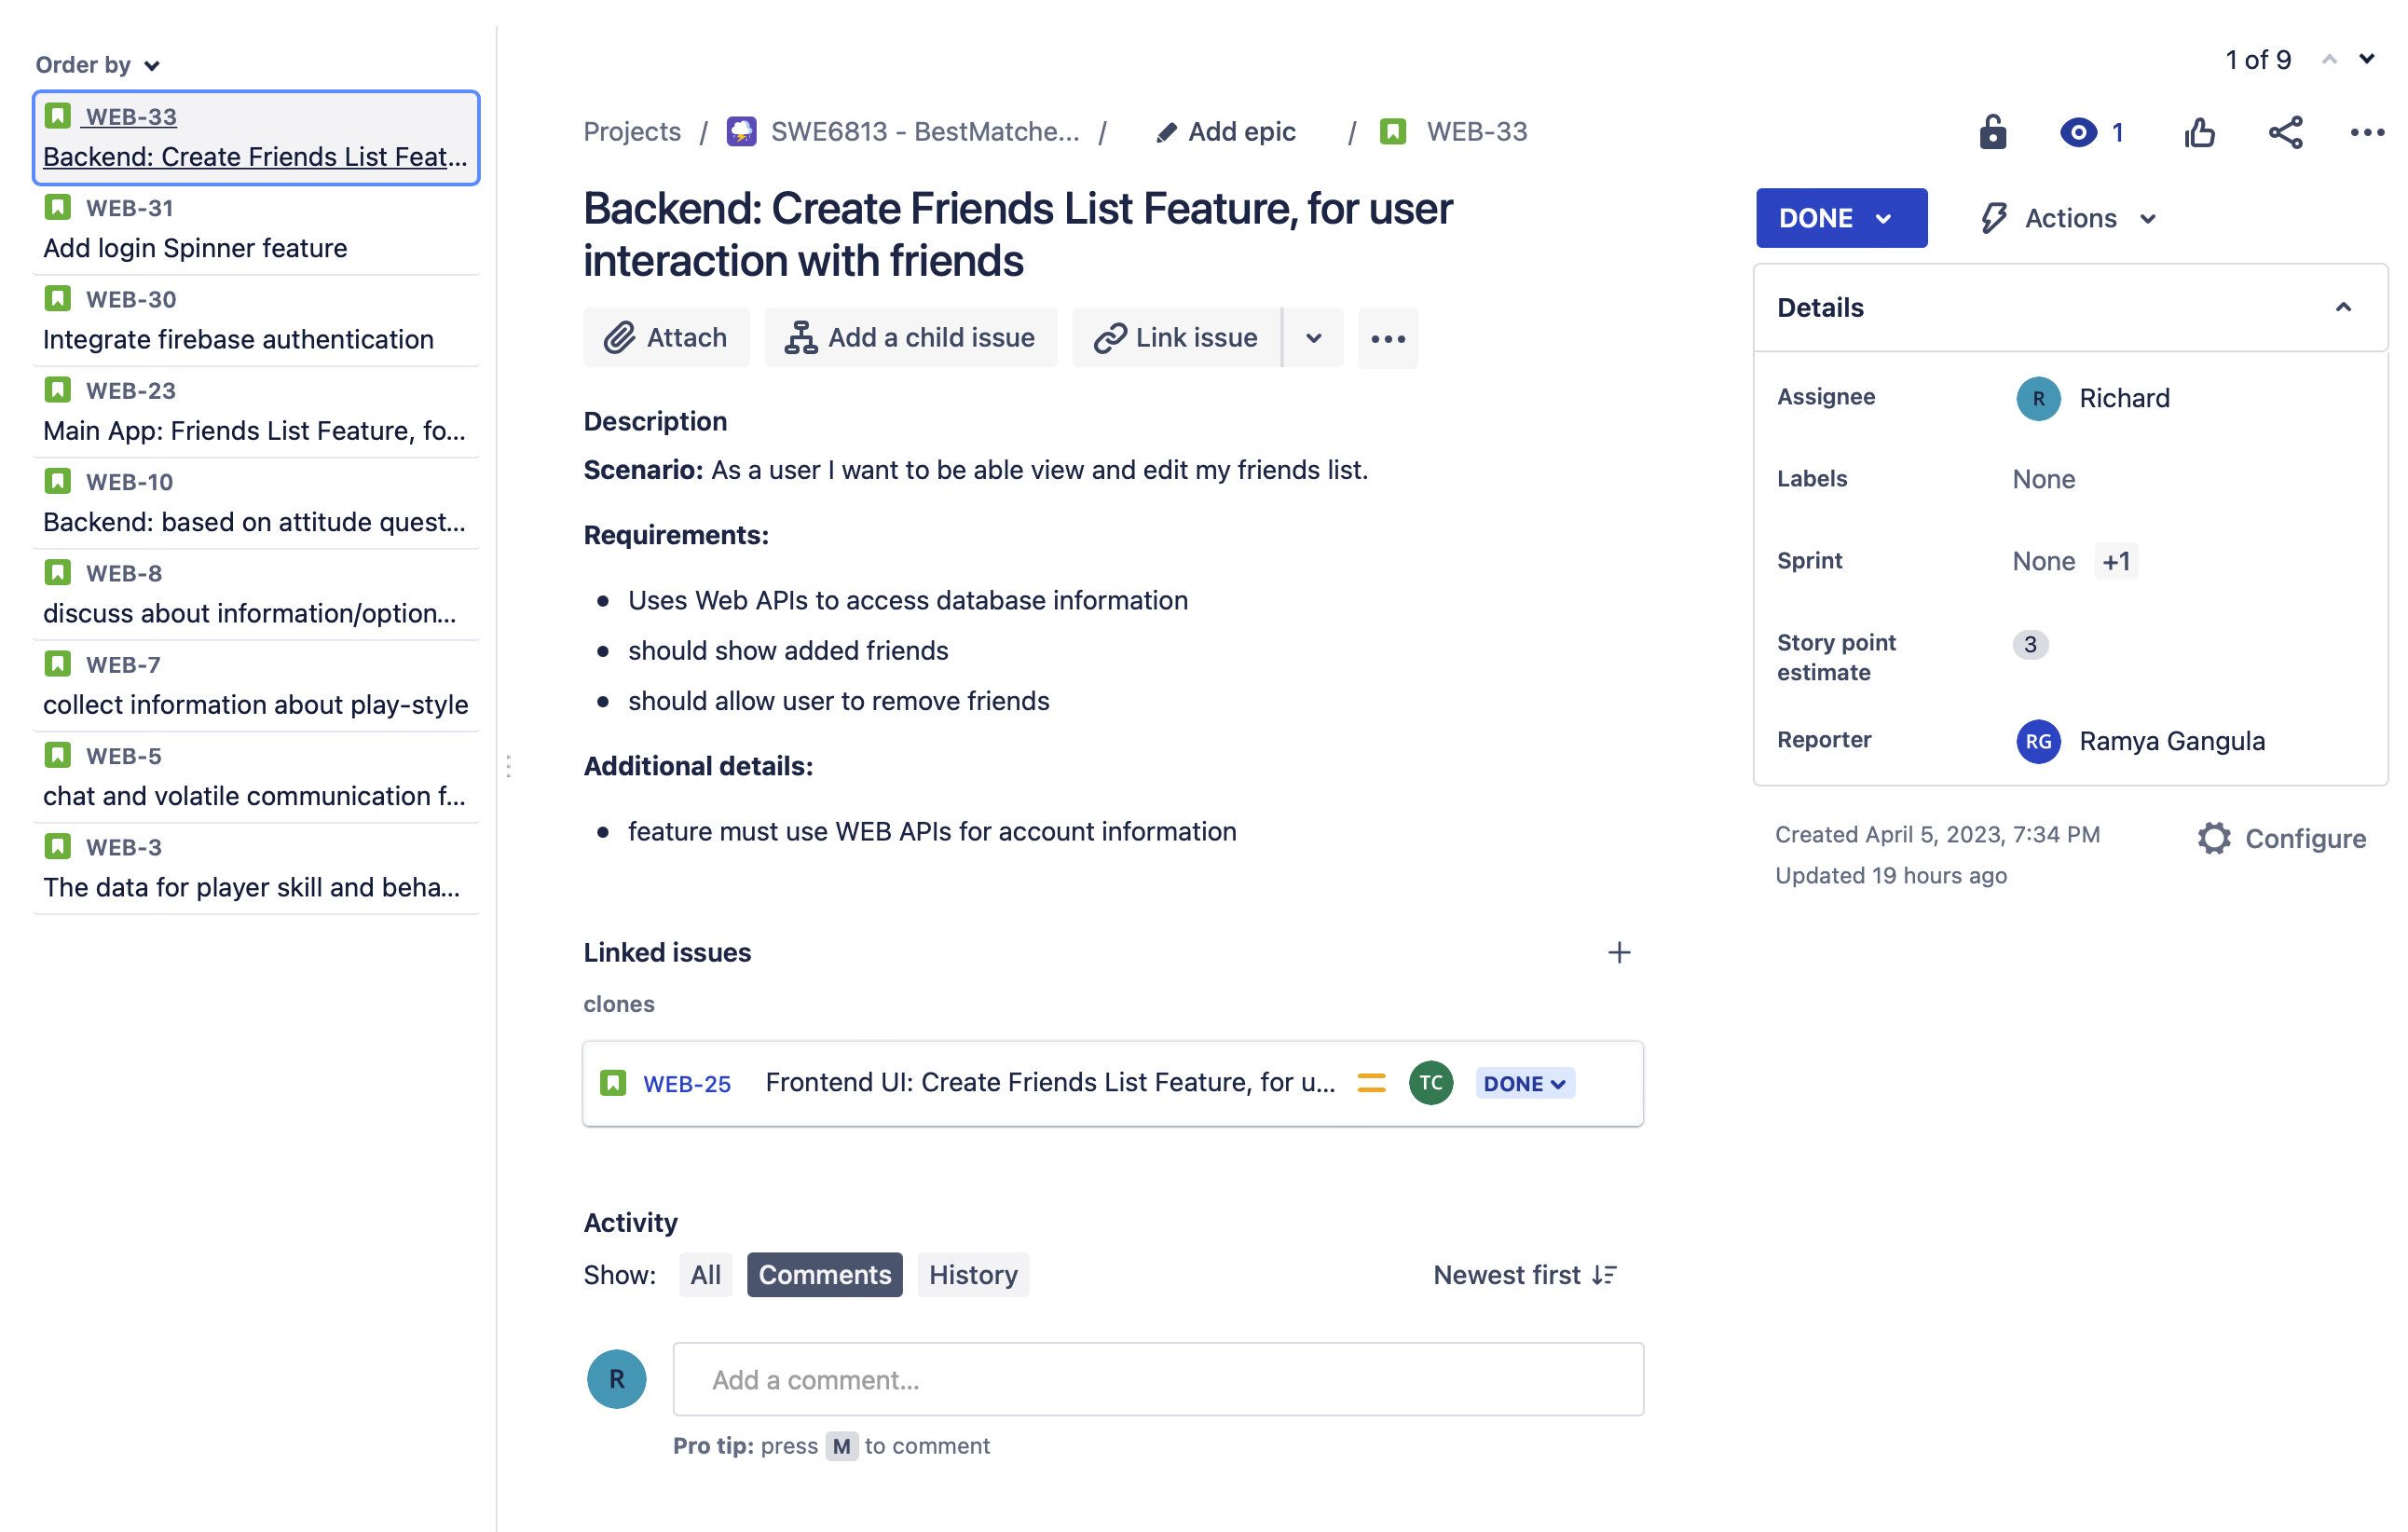 Order by
WEB-33
Backend: Create Friends List Feat...
WEB-31
Add login Spinner feature
WEB-30
Integrate firebase authentication
WEB-23
Main App: Friends List Feature, fo...
WEB-10
Backend: based on attitude quest...
WEB-8
discuss about information/option...
WEB-7
collect information about play-style
WEB-5
chat and volatile communication f...
WEB-3
The data for player skill and beha...
1 of 9
Projects / SWE6813 - BestMatche... / Add epic / WEB-33
1
Backend: Create Friends List Feature, for user
interaction with friends
Attach
Add a child issue
Link issue
Description
Scenario: As a user I want to be able view and edit my friends list.
Requirements:
• Uses Web APIs to access database information
• should show added friends
• should allow user to remove friends
Additional details:
• feature must use WEB APIs for account information
Linked issues
clones
WEB-25 Frontend UI: Create Friends List Feature, for u... TC DONE
Activity
Show: All Comments History Newest first
R Add a comment...
Pro tip: press M to comment
DONE Actions
Details
Assignee R Richard
Labels None
Sprint None +1
Story point
estimate 3
Reporter RG Ramya Gangula
Created April 5, 2023, 7:34 PM
Updated 19 hours ago
Configure